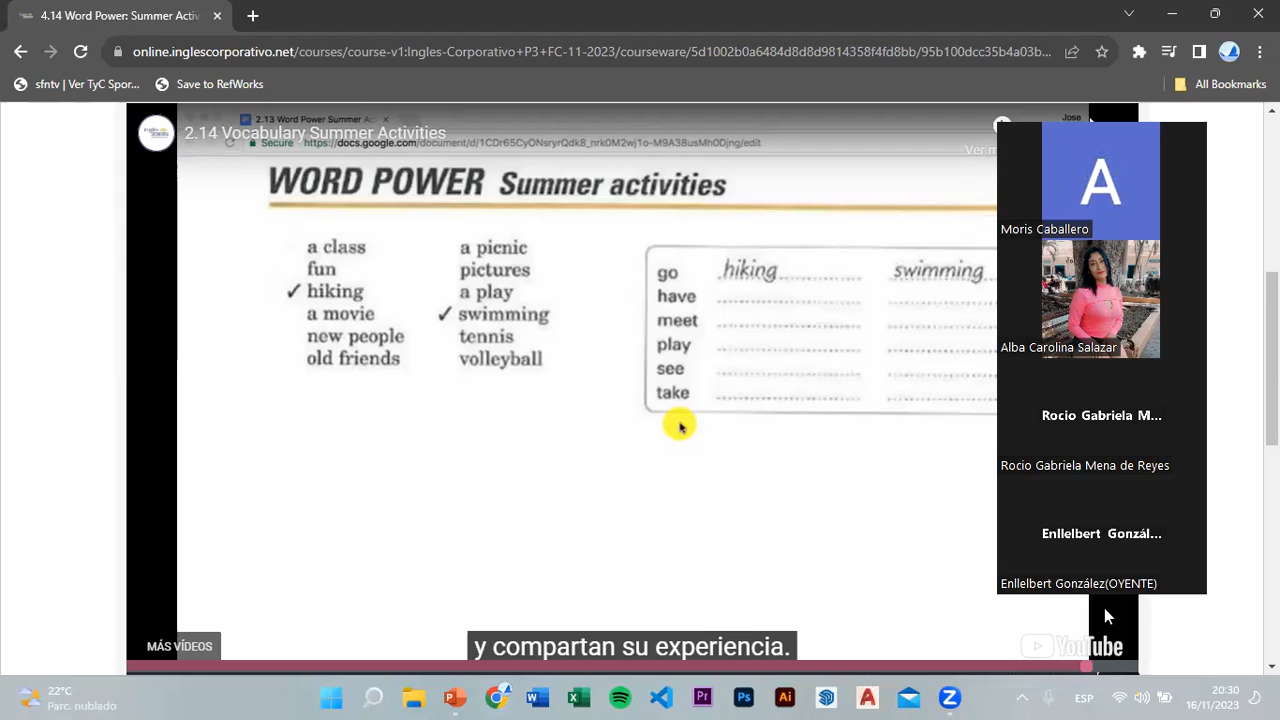 4.14 Word Power: Summer Activ
online.inglescorporativo.net/courses/course-v1:Ingles-Corporativo+P3+FC-11-2023/courseware/5d1002b0a6484d8d8d9814358f4fd8bb/95b100dcc35b4a03b...
sfntv | Ver TyC Spor...
Save to RefWorks
All Bookmarks
2.13 Word Power Summer Ac
Jose
2.14 Vocabulary Summer Activities
Secure
https://docs.google.com/document/d/1CDr65CyONsryrQdk8_nrk0M2wj1o-M9A38usMh0Djng/edit
Ver m
WORD POWER Summer activities
a class
fun
✓ hiking
a movie
new people
old friends
a picnic
pictures
a play
✓ swimming
tennis
volleyball
go hiking swimming
have
meet
play
see
take
A
Moris Caballero
Alba Carolina Salazar
Rocio Gabriela M...
Rocio Gabriela Mena de Reyes
Enllelbert Gonzál...
Enllelbert González(OYENTE)
MÁS VÍDEOS
y compartan su experiencia.
YouTube
22°C
Parc. nublado
ESP
20:30
16/11/2023